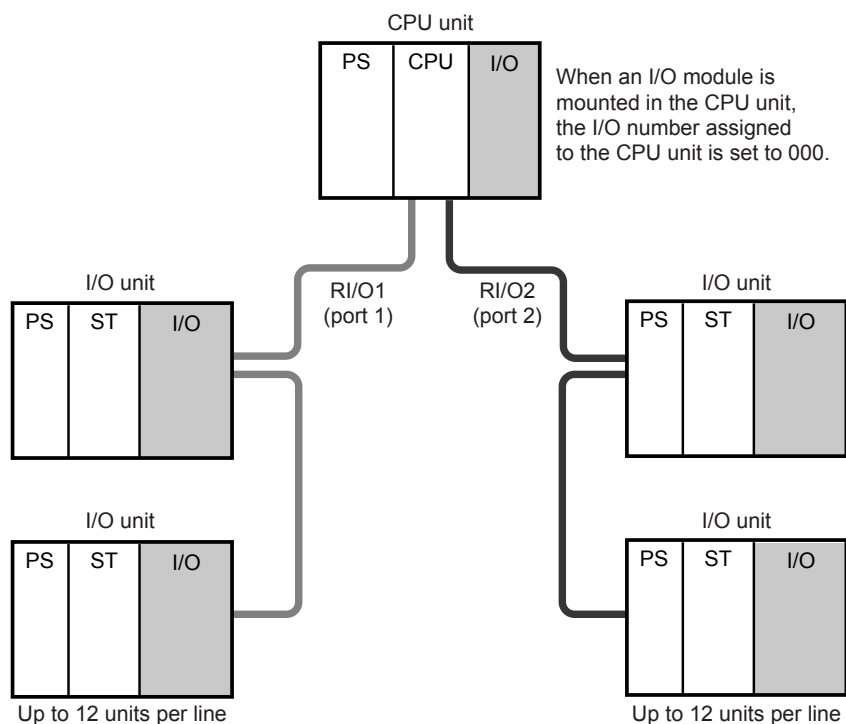 CPU unit
PS CPU I/O
When an I/O module is
mounted in the CPU unit,
the I/O number assigned
to the CPU unit is set to 000.
RI/O1
(port 1)
RI/O2
(port 2)
I/O unit
PS ST I/O
I/O unit
PS ST I/O
I/O unit
PS ST I/O
Up to 12 units per line
I/O unit
PS ST I/O
Up to 12 units per line